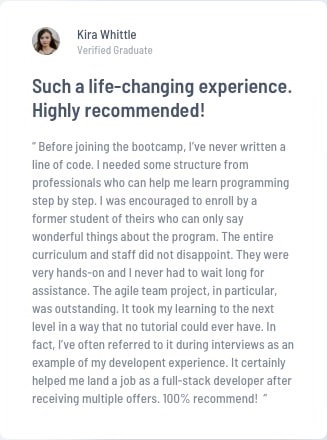 Kira Whittle
Verified Graduate
Such a life-changing experience.
Highly recommended!
“ Before joining the bootcamp, I’ve never written a
line of code. I needed some structure from
professionals who can help me learn programming
step by step. I was encouraged to enroll by a
former student of theirs who can only say
wonderful things about the program. The entire
curriculum and staff did not disappoint. They were
very hands-on and I never had to wait long for
assistance. The agile team project, in particular,
was outstanding. It took my learning to the next
level in a way that no tutorial could ever have. In
fact, I’ve often referred to it during interviews as an
example of my developent experience. It certainly
helped me land a job as a full-stack developer after
receiving multiple offers. 100% recommend! ”